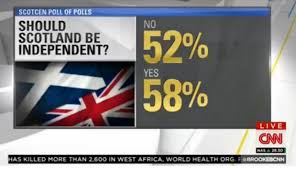 SCOTCEN POLL OF POLLS
SHOULD
SCOTLAND BE
INDEPENDENT?
NO
52%
YES
58%
LIVE
CNN
HAS KILLED MORE THAN 2,600 IN WEST AFRICA, WORLD HEALTH ORG.
@BROOKEBCNN